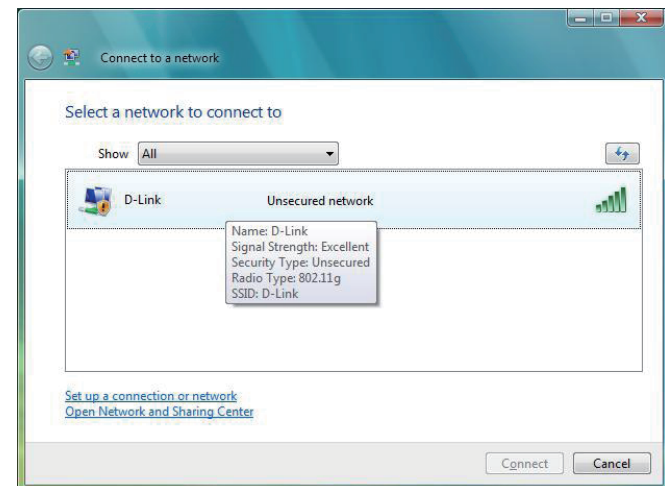 Connect to a network
Select a network to connect to
Show All
D-Link Unsecured network
Name: D-Link
Signal Strength: Excellent
Security Type: Unsecured
Radio Type: 802.11g
SSID: D-Link
Set up a connection or network
Open Network and Sharing Center
Connect Cancel